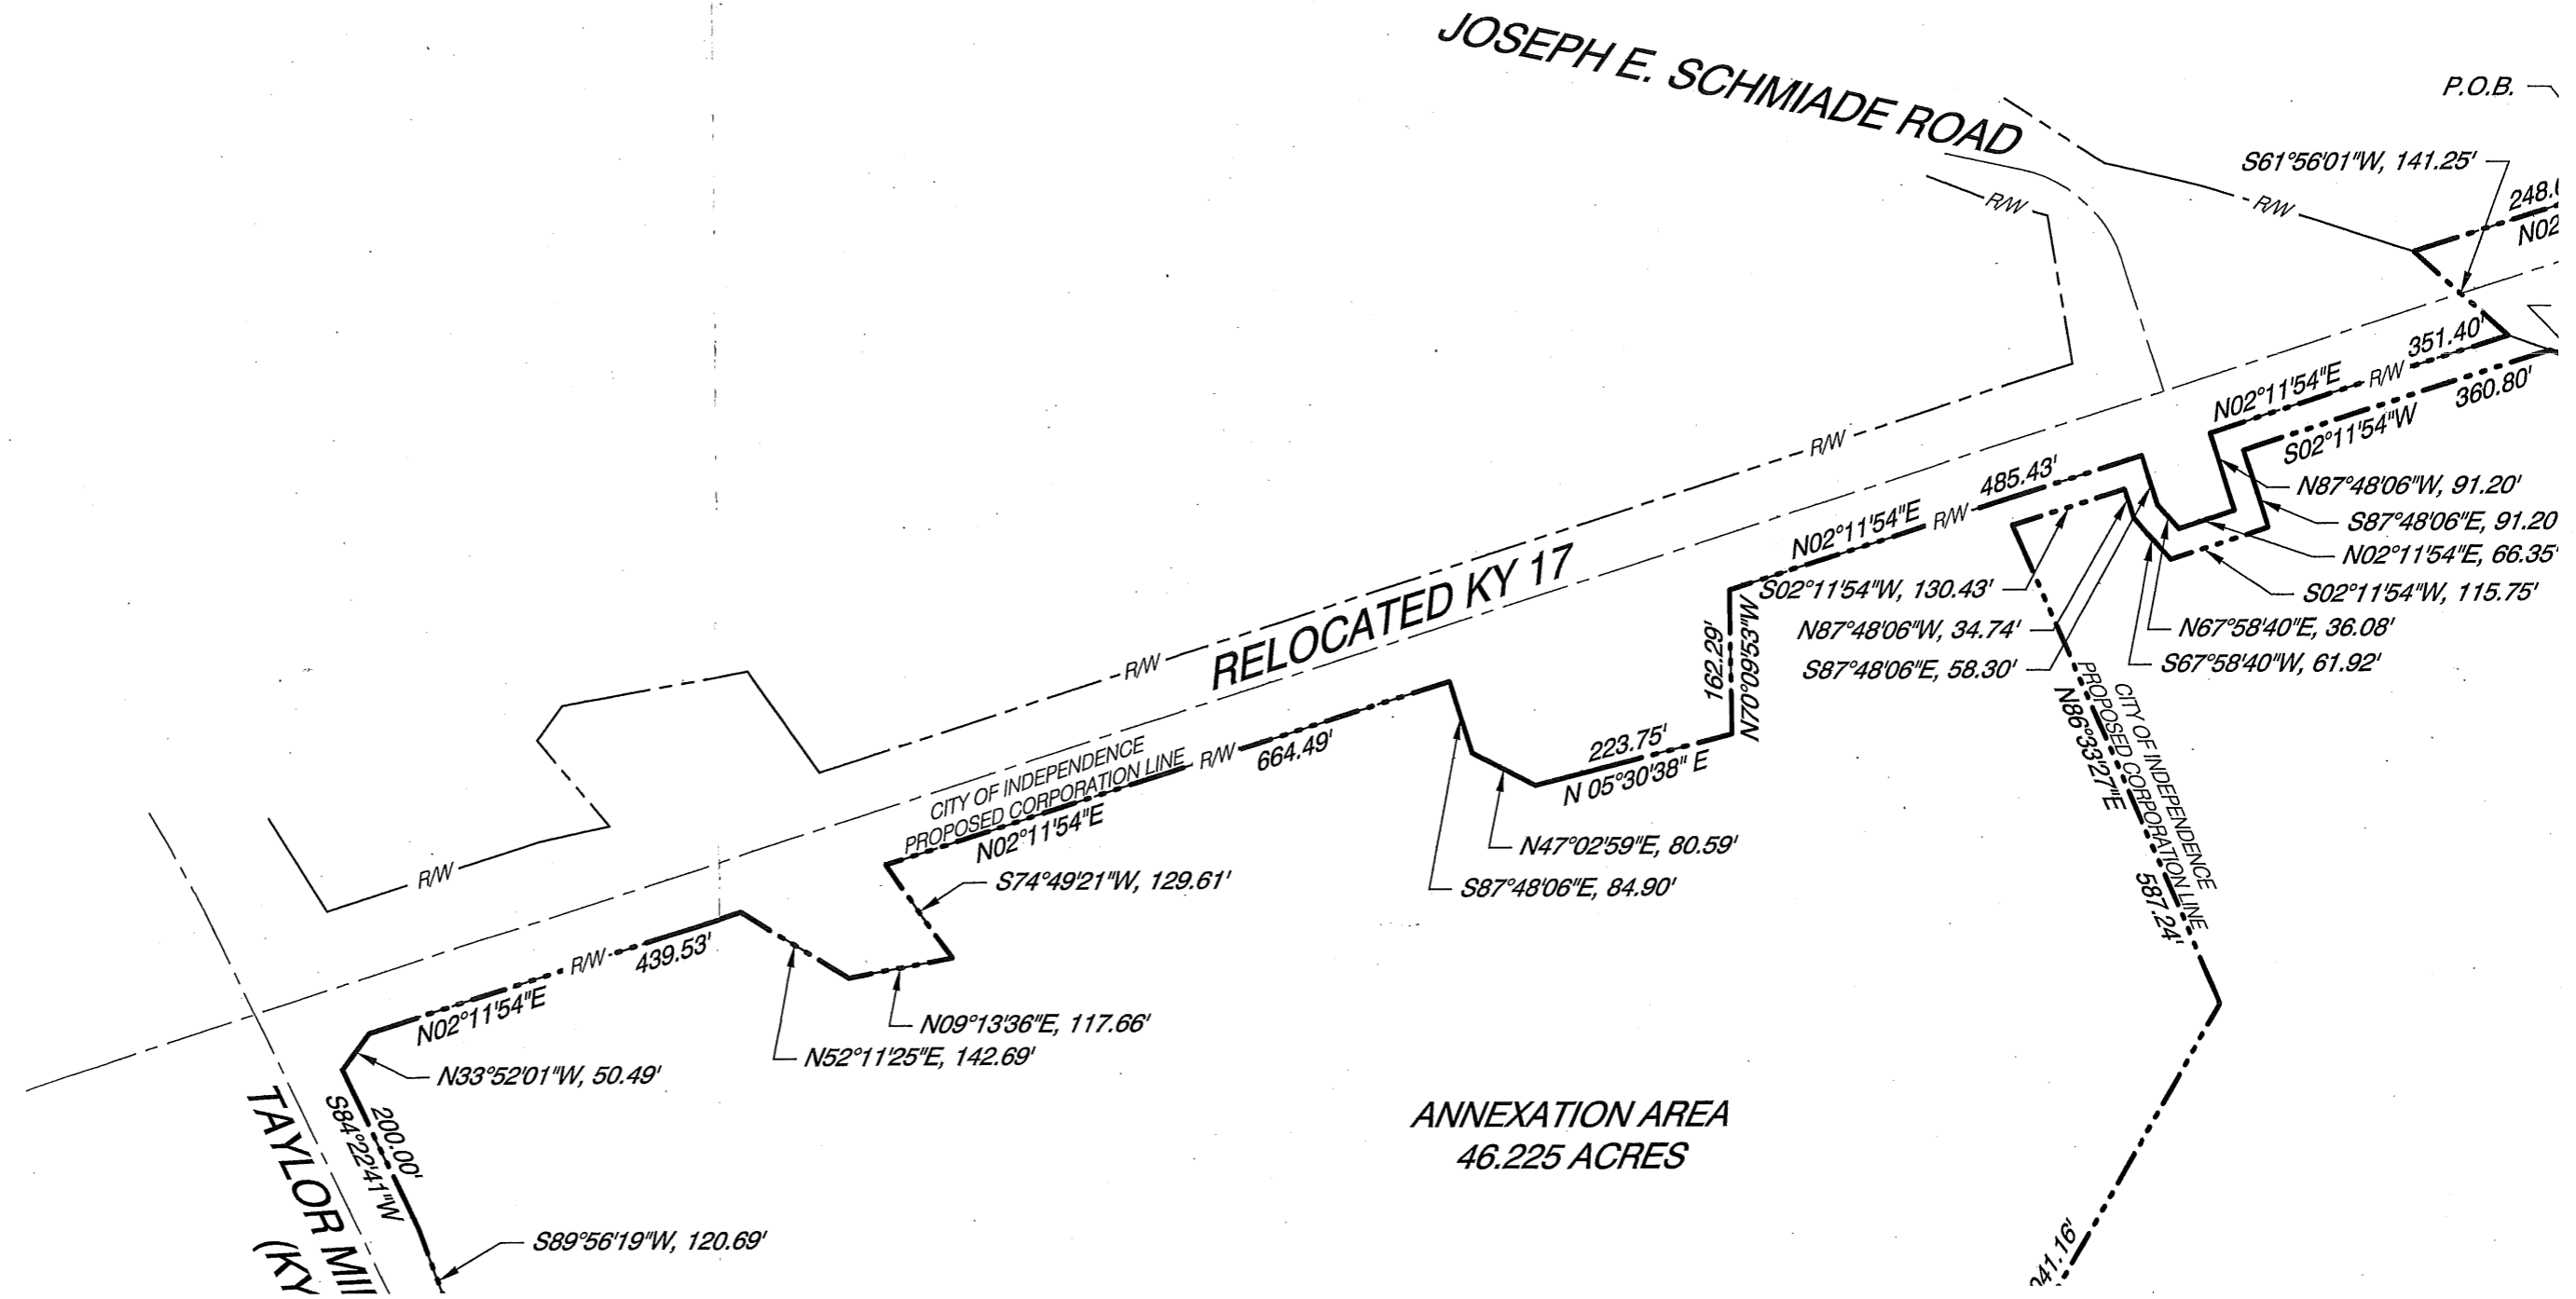 JOSEPH E. SCHMIADE ROAD
P.O.B.
S61°56'01"W, 141.25'
R/W
R/W
248.
N02
351.40'
R/W
N02°11'54"E
360.80'
S02°11'54"W
N87°48'06"W, 91.20'
S87°48'06"E, 91.20
N02°11'54"E, 66.35'
S02°11'54"W, 115.75'
N67°58'40"E, 36.08'
S67°58'40"W, 61.92'
R/W
485.43'
R/W
N02°11'54"E
S02°11'54"W, 130.43'
N87°48'06"W, 34.74'
S87°48'06"E, 58.30'
RELOCATED KY 17
162.29'
N70°09'53"W
CITY OF INDEPENDENCE
PROPOSED CORPORATION LINE
N86°33'27"E
587.24'
R/W
223.75'
N 05°30'38" E
N47°02'59"E, 80.59'
S87°48'06"E, 84.90'
CITY OF INDEPENDENCE
PROPOSED CORPORATION LINE
R/W
664.49'
N02°11'54"E
S74°49'21"W, 129.61'
R/W
R/W
439.53'
N02°11'54"E
N09°13'36"E, 117.66'
N52°11'25"E, 142.69'
N33°52'01"W, 50.49'
200.00'
S84°22'41"W
ANNEXATION AREA
46.225 ACRES
S89°56'19"W, 120.69'
TAYLOR MIL
(KY
041.16'